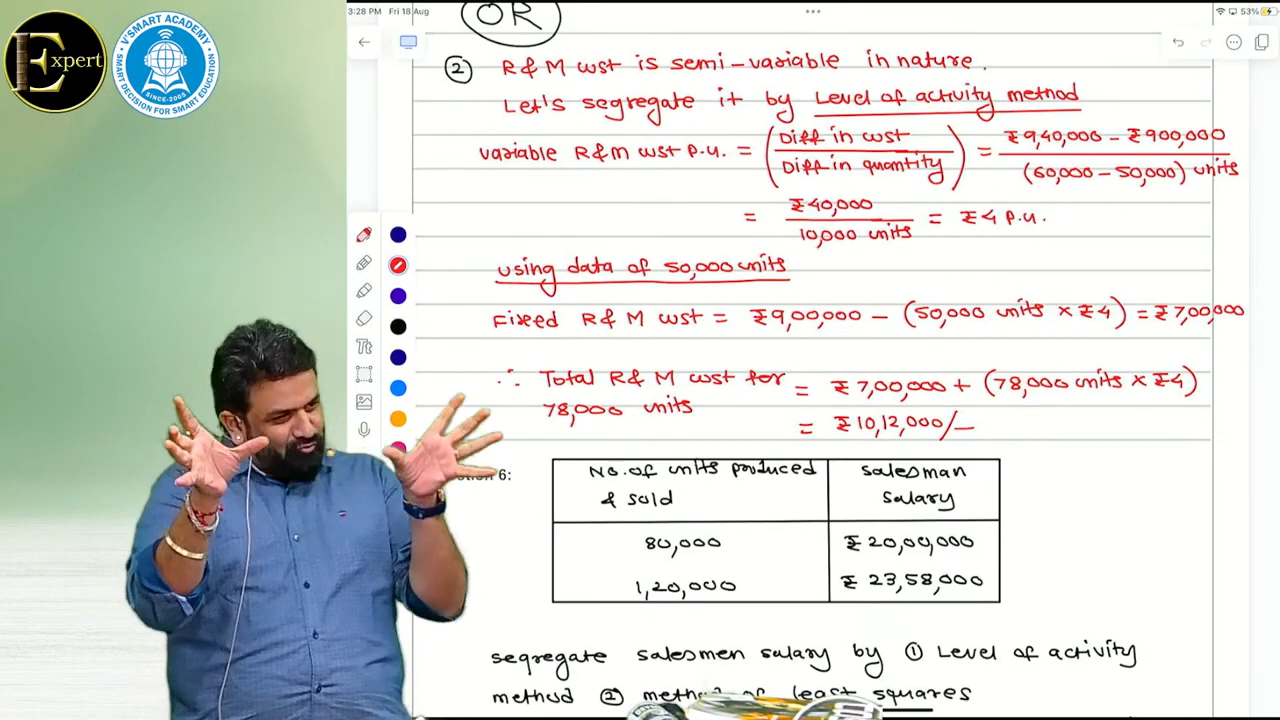 3:28 PM Fri 18 Aug
53%
Expert
V'SMART ACADEMY
SINCE-2005
SMART DECISION FOR SMART EDUCATION
OR
② R & M cost is semi-variable in nature.
Let's segregate it by Level of activity method
variable R & M cost p.u. = (Diff in cost / Diff in quantity) = ₹9,40,000 - ₹900,000 / (60,000 - 50,000) units
= ₹40,000 / 10,000 units = ₹4 p.u.
using data of 50,000 units
Fixed R & M cost = ₹9,00,000 - (50,000 units × ₹4) = ₹7,00,000
∴ Total R & M cost for = ₹7,00,000 + (78,000 units × ₹4)
78,000 units = ₹10,12,000/-
6:
No. of units produced & sold
salesman salary
80,000 ₹20,00,000
1,20,000 ₹23,58,000
segregate salesmen salary by ① Level of activity
method ② method of least squares
Tt